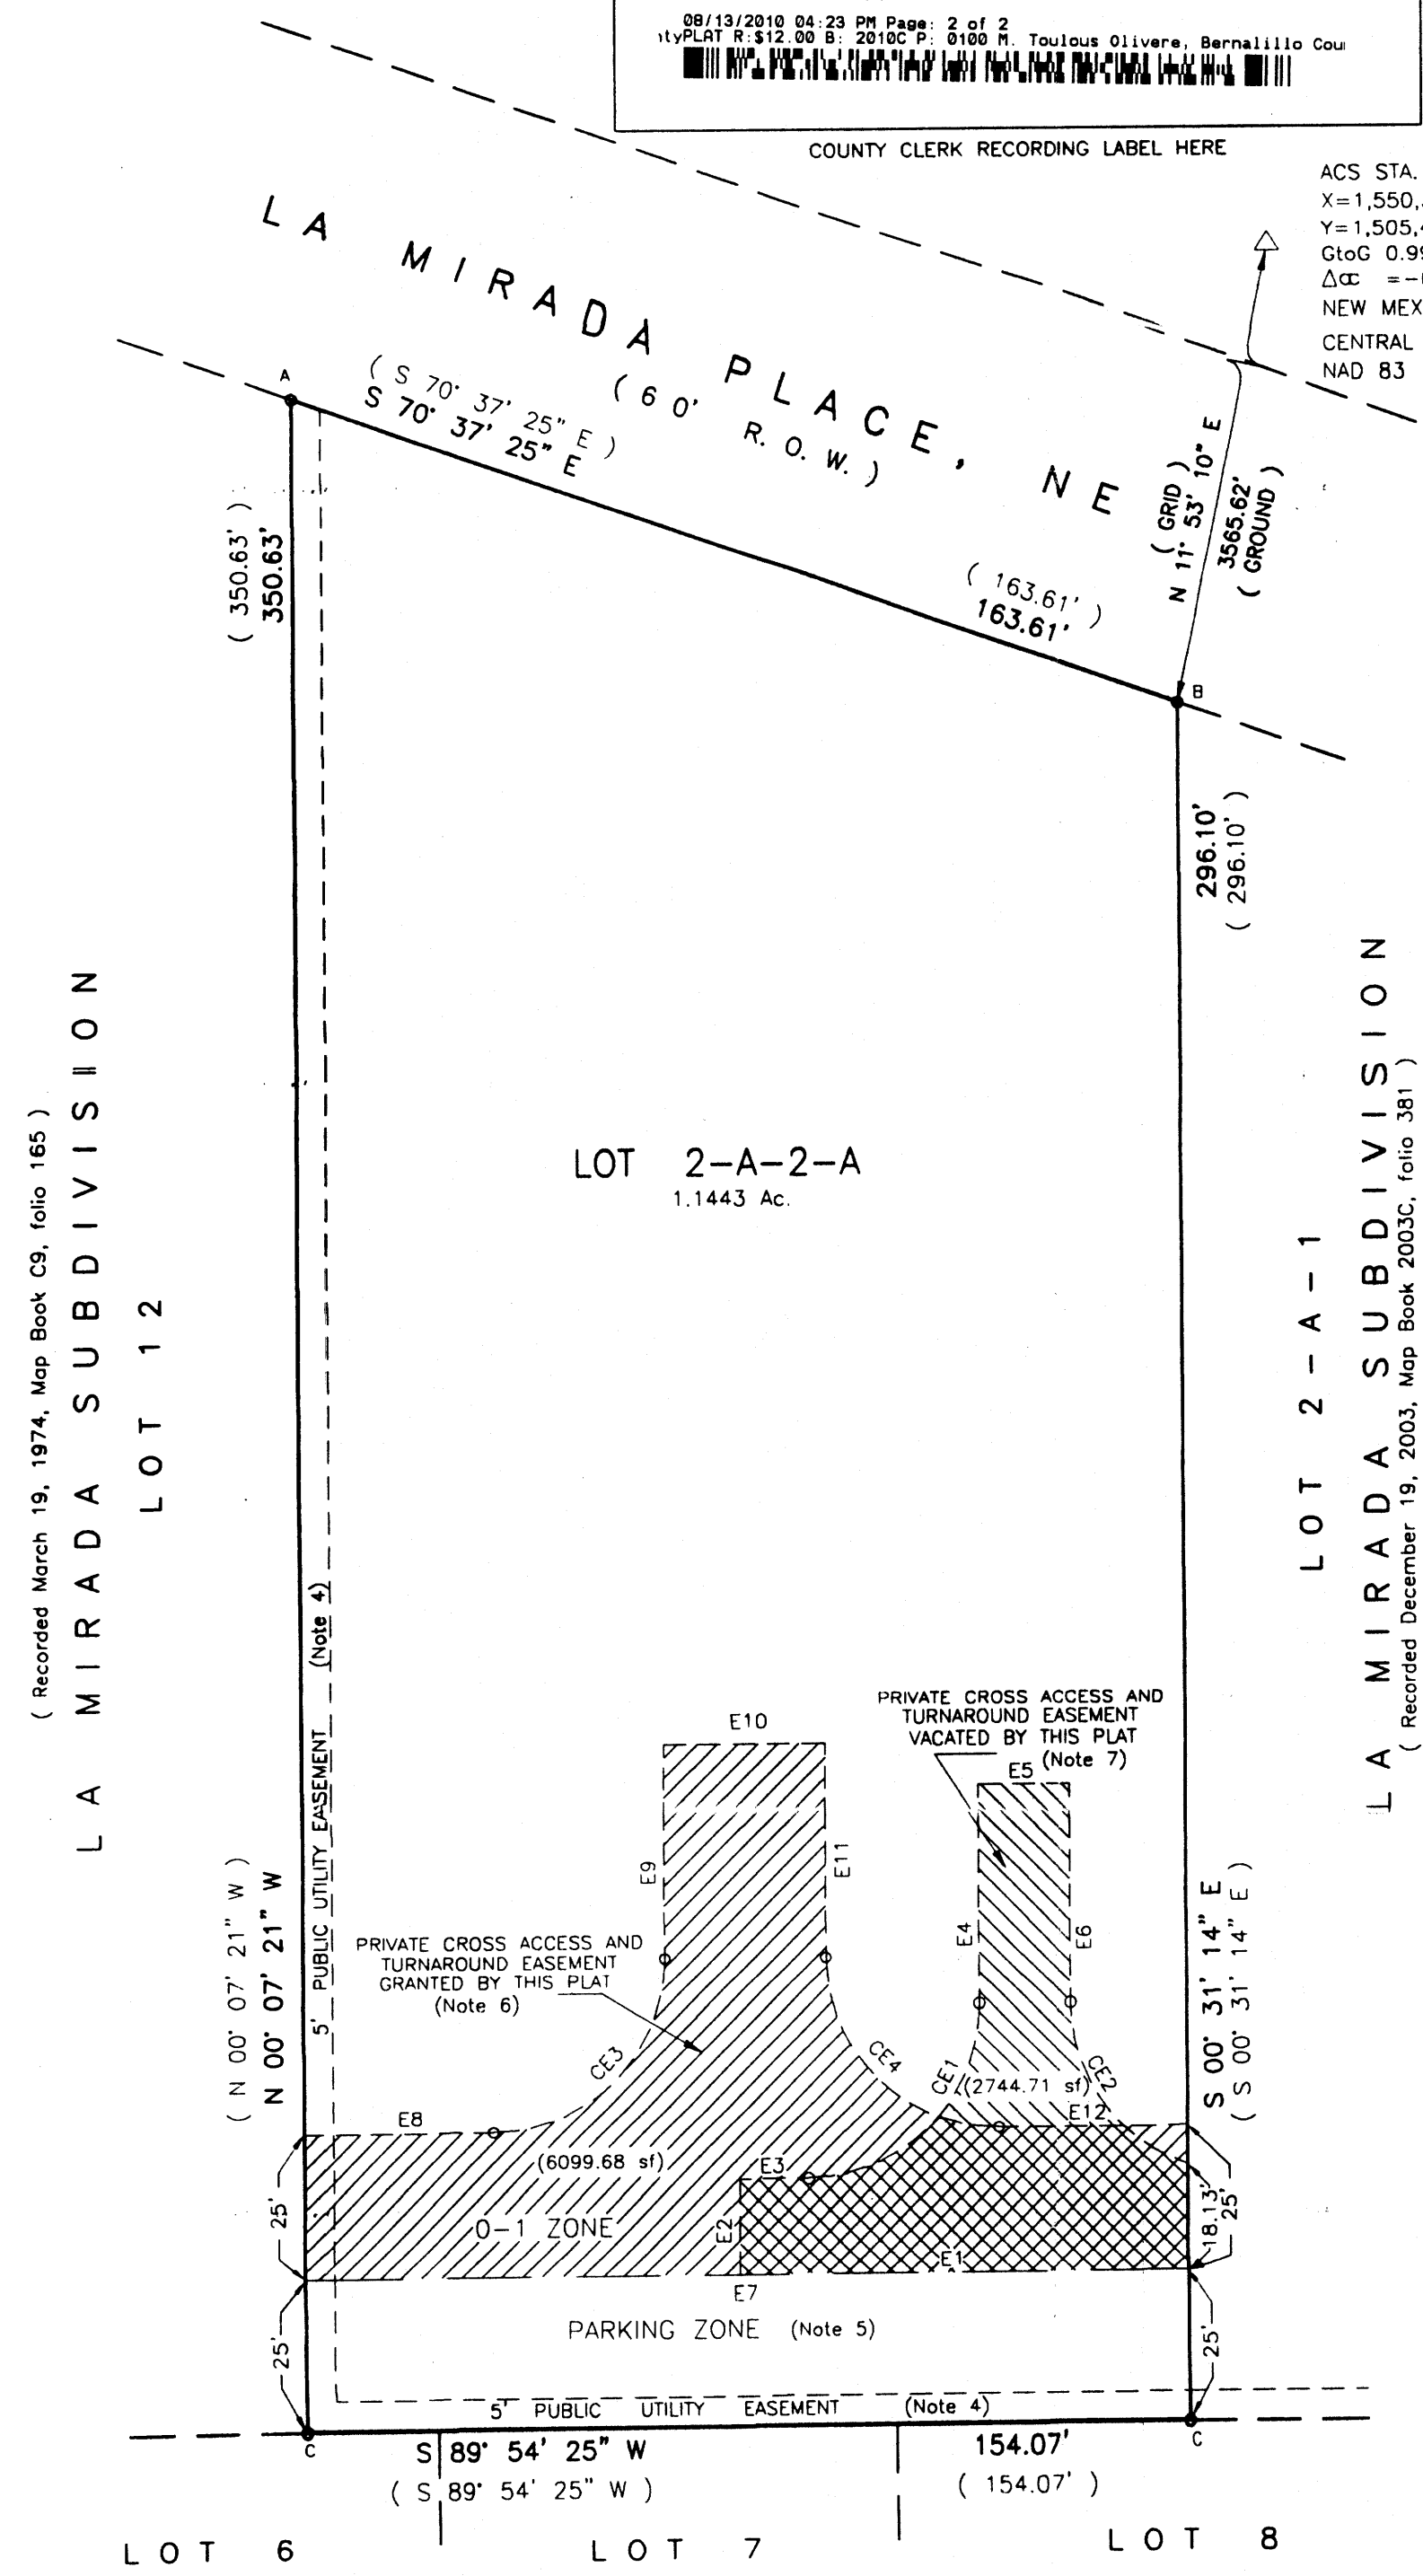 08/13/2010 04:23 PM Page: 2 of 2
ntyPLAT R:$12.00 B: 2010C P: 0100 M. Toulous Olivere, Bernalillo Cou
COUNTY CLERK RECORDING LABEL HERE
ACS STA.
X=1,550,
Y=1,505,
GtoG 0.99
NEW MEX
CENTRAL
NAD 83
LA MIRADA PLACE, NE
( 60' R. O. W. )
A
( S 70° 37' 25" E )
S 70° 37' 25" E
( 163.61' )
163.61'
N 11° 53' 10" E
( GRID )
3565.62'
( GROUND )
B
( 350.63' )
350.63'
296.10'
( 296.10' )
LOT 2-A-2-A
1.1443 Ac.
( Recorded March 19, 1974, Map Book C9, folio 165 )
LA MIRADA SUBDIVISION
LOT 12
LOT 2-A-1
LA MIRADA SUBDIVISION
( Recorded December 19, 2003, Map Book 2003C, folio 381 )
5' PUBLIC UTILITY EASEMENT (Note 4)
PRIVATE CROSS ACCESS AND
TURNAROUND EASEMENT
VACATED BY THIS PLAT
(Note 7)
E10
E5
E9
E11
E4
E6
PRIVATE CROSS ACCESS AND
TURNAROUND EASEMENT
GRANTED BY THIS PLAT
(Note 6)
( N 00° 07' 21" W )
N 00° 07' 21" W
S 00° 31' 14" E
( S 00° 31' 14" E )
CE3
CE4
CE1
CE2
(2744.71 sf)
E8
E12
(6099.68 sf)
E3
25'
18.13'
25'
O-1 ZONE
E2
E1
E7
PARKING ZONE (Note 5)
25'
25'
5' PUBLIC UTILITY EASEMENT (Note 4)
C
C
S 89° 54' 25" W
154.07'
( S 89° 54' 25" W )
( 154.07' )
LOT 6
LOT 7
LOT 8